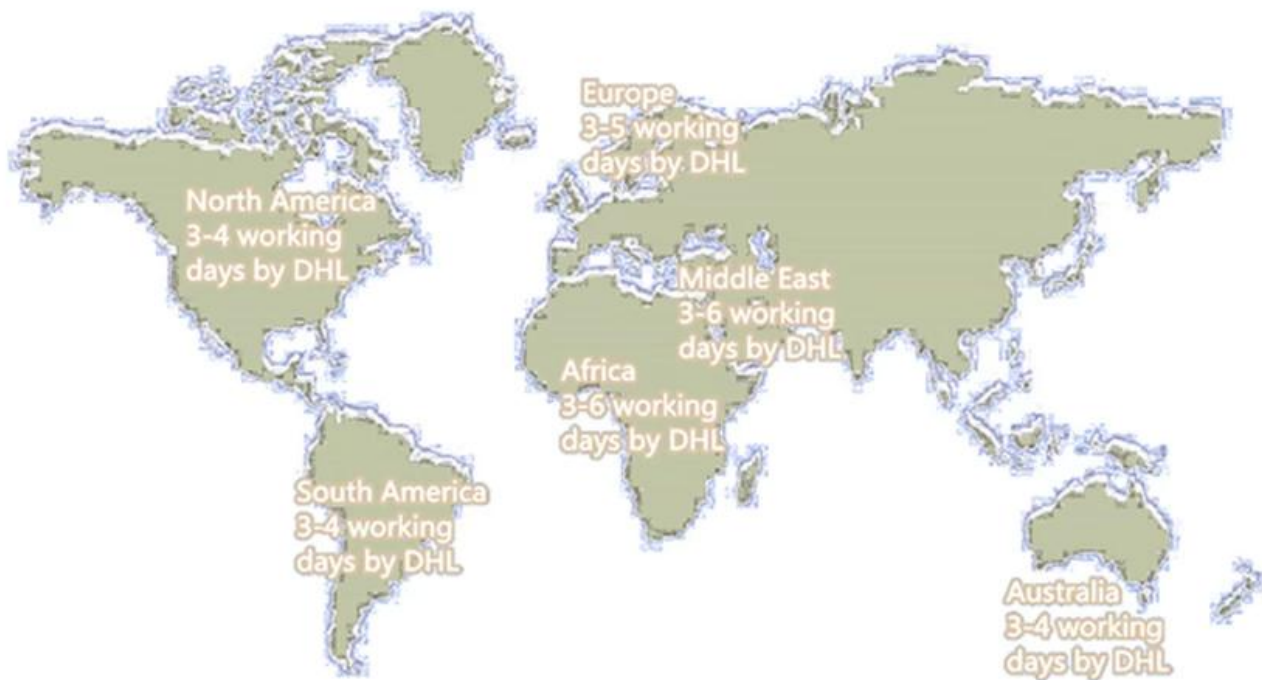 Europe
3-5 working
days by DHL
North America
3-4 working
days by DHL
Middle East
3-6 working
days by DHL
Africa
3-6 working
days by DHL
South America
3-4 working
days by DHL
Australia
3-4 working
days by DHL